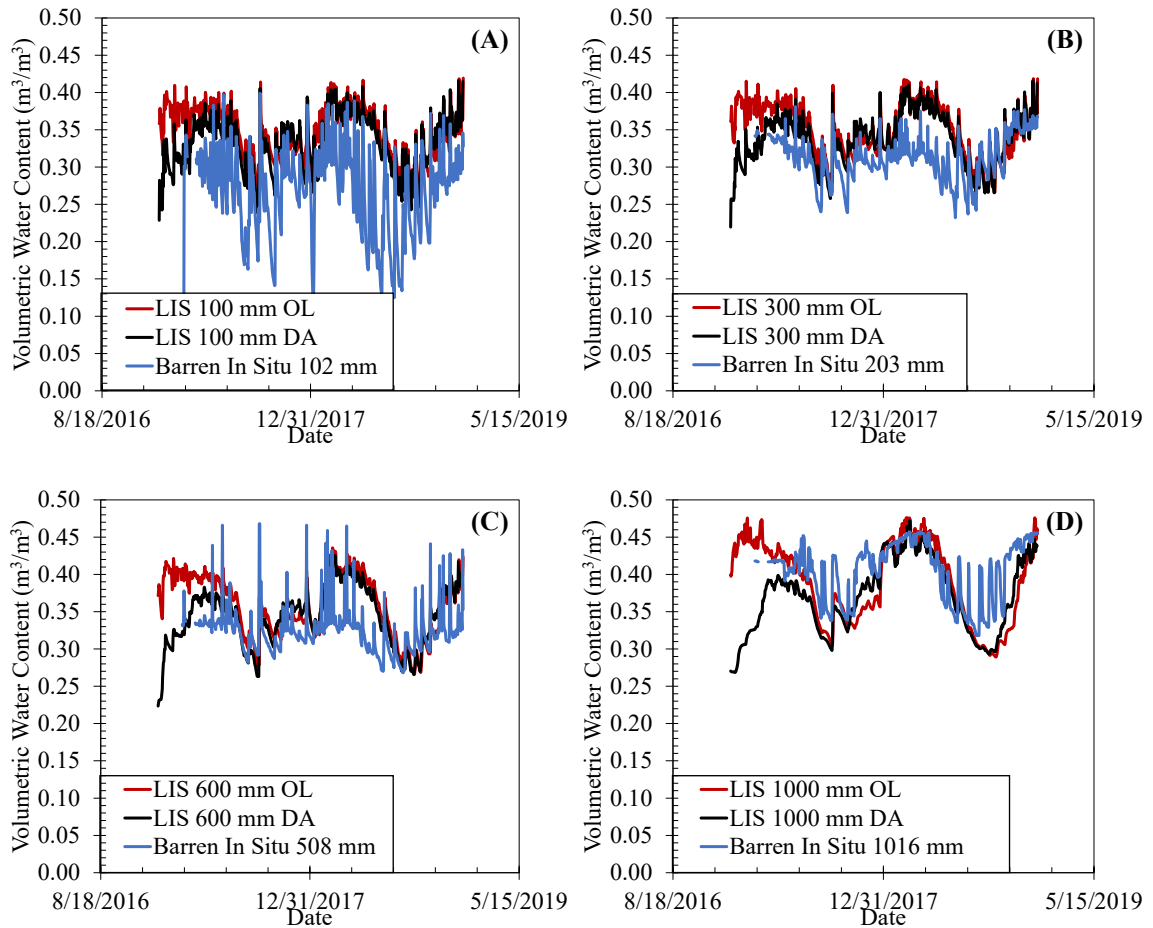 (A)
Volumetric Water Content (m³/m³)
0.50
0.45
0.40
0.35
0.30
0.25
0.20
0.15
0.10
0.05
0.00
LIS 100 mm OL
LIS 100 mm DA
Barren In Situ 102 mm
8/18/2016 12/31/2017 5/15/2019
Date
(B)
Volumetric Water Content (m³/m³)
0.50
0.45
0.40
0.35
0.30
0.25
0.20
0.15
0.10
0.05
0.00
LIS 300 mm OL
LIS 300 mm DA
Barren In Situ 203 mm
8/18/2016 12/31/2017 5/15/2019
Date
(C)
Volumetric Water Content (m³/m³)
0.50
0.45
0.40
0.35
0.30
0.25
0.20
0.15
0.10
0.05
0.00
LIS 600 mm OL
LIS 600 mm DA
Barren In Situ 508 mm
8/18/2016 12/31/2017 5/15/2019
Date
(D)
Volumetric Water Content (m³/m³)
0.50
0.45
0.40
0.35
0.30
0.25
0.20
0.15
0.10
0.05
0.00
LIS 1000 mm OL
LIS 1000 mm DA
Barren In Situ 1016 mm
8/18/2016 12/31/2017 5/15/2019
Date